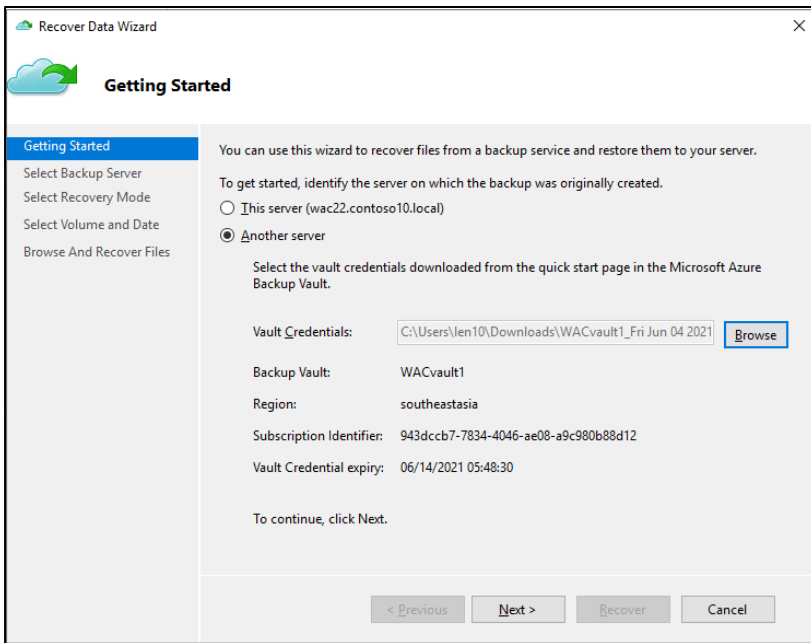 Recover Data Wizard
Getting Started
Getting Started
Select Backup Server
Select Recovery Mode
Select Volume and Date
Browse And Recover Files
You can use this wizard to recover files from a backup service and restore them to your server.
To get started, identify the server on which the backup was originally created.
This server (wac22.contoso10.local)
Another server
Select the vault credentials downloaded from the quick start page in the Microsoft Azure
Backup Vault.
Vault Credentials: C:\Users\len10\Downloads\WACvault1_Fri Jun 04 2021 Browse
Backup Vault: WACvault1
Region: southeastasia
Subscription Identifier: 943dccb7-7834-4046-ae08-a9c980b88d12
Vault Credential expiry: 06/14/2021 05:48:30
To continue, click Next.
< Previous Next > Recover Cancel